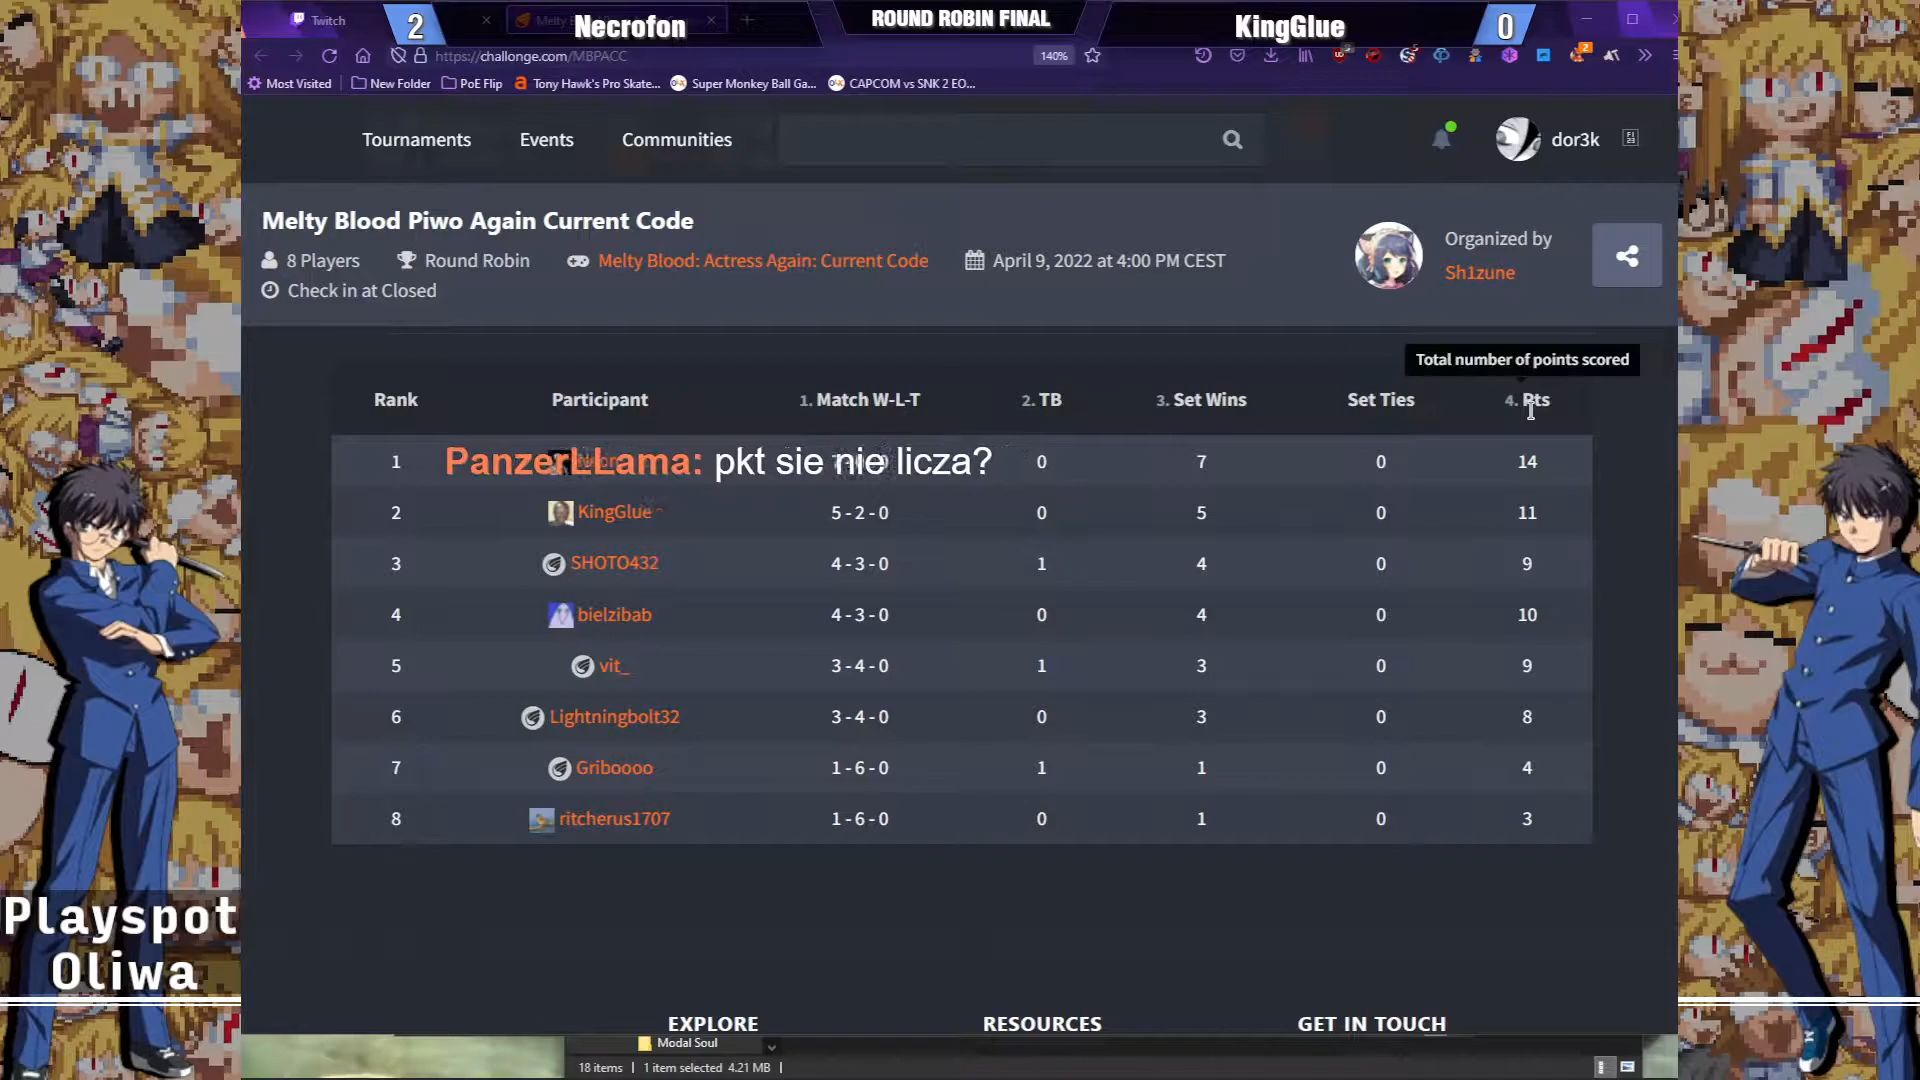 Twitch
2 Necrofon ROUND ROBIN FINAL KingGlue 0
https://challonge.com/MBPACC 140%
Most Visited New Folder PoE Flip Tony Hawk's Pro Skate... Super Monkey Ball Ga... CAPCOM vs SNK 2 EO...
Tournaments Events Communities dor3k
Melty Blood Piwo Again Current Code
8 Players Round Robin Melty Blood: Actress Again: Current Code April 9, 2022 at 4:00 PM CEST
Check in at Closed
Organized by
Sh1zune
Total number of points scored
Rank Participant 1. Match W-L-T 2. TB 3. Set Wins Set Ties 4. Pts
1 PanzerLLama: pkt sie nie licza? 0 7 0 14
2 KingGlue 5 - 2 - 0 0 5 0 11
3 SHOTO432 4 - 3 - 0 1 4 0 9
4 bielzibab 4 - 3 - 0 0 4 0 10
5 vit_ 3 - 4 - 0 1 3 0 9
6 Lightningbolt32 3 - 4 - 0 0 3 0 8
7 Griboooo 1 - 6 - 0 1 1 0 4
8 ritcherus1707 1 - 6 - 0 0 1 0 3
Playspot
Oliwa
EXPLORE RESOURCES GET IN TOUCH
Modal Soul
18 items 1 item selected 4.21 MB